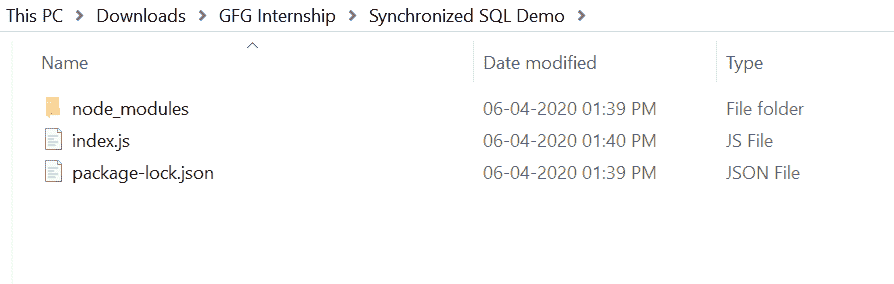 This PC > Downloads > GFG Internship > Synchronized SQL Demo >
Name Date modified Type
node_modules 06-04-2020 01:39 PM File folder
index.js 06-04-2020 01:40 PM JS File
package-lock.json 06-04-2020 01:39 PM JSON File